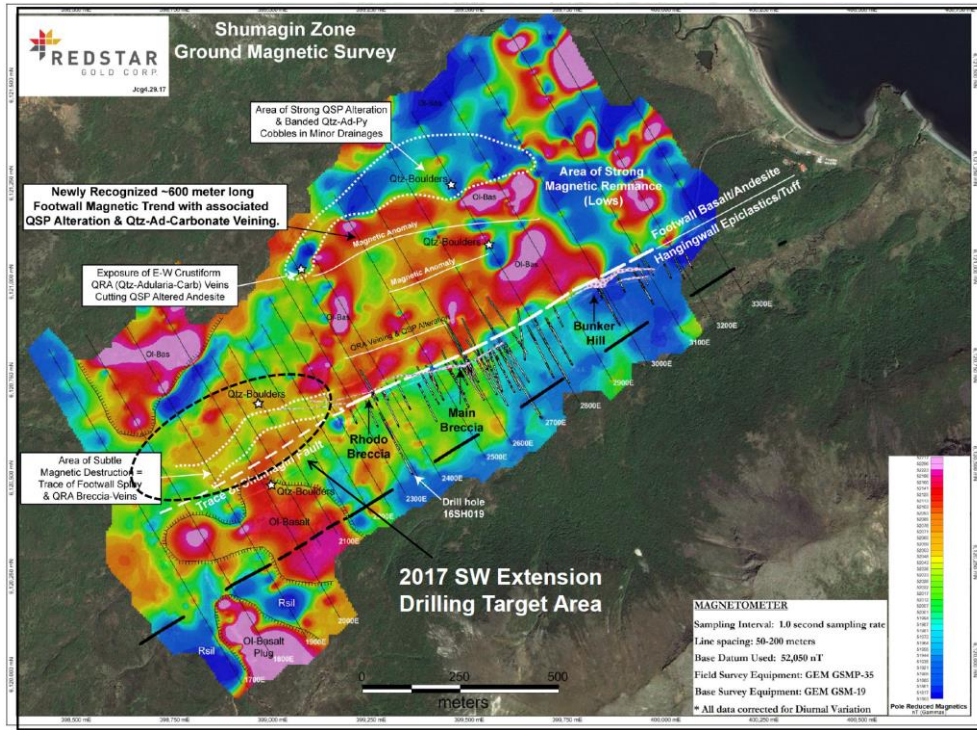 REDSTAR
GOLD CORP.
Jcg4.29.17
Shumagin Zone
Ground Magnetic Survey
Area of Strong QSP Alteration
& Banded Qtz-Ad-Py
Cobbles in Minor Drainages
Ol-Bas
Qtz-Boulders
Newly Recognized ~600 meter long
Footwall Magnetic Trend with associated
QSP Alteration & Qtz-Ad-Carbonate Veining.
Area of Strong
Magnetic Remnance
(Lows)
Ol-Bas
Footwall Basalt/Andesite
Hangingwall Epiclastics/Tuff
Magnetic Anomaly
Qtz-Boulders
Magnetic Anomaly
Ol-Bas
Exposure of E-W Crustiform
QRA (Qtz-Adularia-Carb) Veins
Cutting QSP Altered Andesite
Ol-Bas
QRA Veining & QSP Alteration
Bunker
Hill
3300E
3200E
3100E
3000E
2900E
2800E
2700E
2600E
2500E
2400E
2300E
2100E
2000E
1900E
1800E
1700E
Ol-Bas
Qtz-Boulders
Main
Breccia
Rhodo
Breccia
Area of Subtle
Magnetic Destruction =
Trace of Footwall Splay
& QRA Breccia-Veins
Trace of Shumagin Fault
Qtz-Boulders
Drill hole
16SH019
Ol-Basalt
2017 SW Extension
Drilling Target Area
Rsil
Rsil
Ol-Basalt
Plug
0
500
meters
MAGNETOMETER
Sampling Interval: 1.0 second sampling rate
Line spacing: 50-200 meters
Base Datum Used: 52,050 nT
Field Survey Equipment: GEM GSMP-35
Base Survey Equipment: GEM GSM-19
* All data corrected for Diurnal Variation
Pole Reduced Magnetics
nT (Gammas)